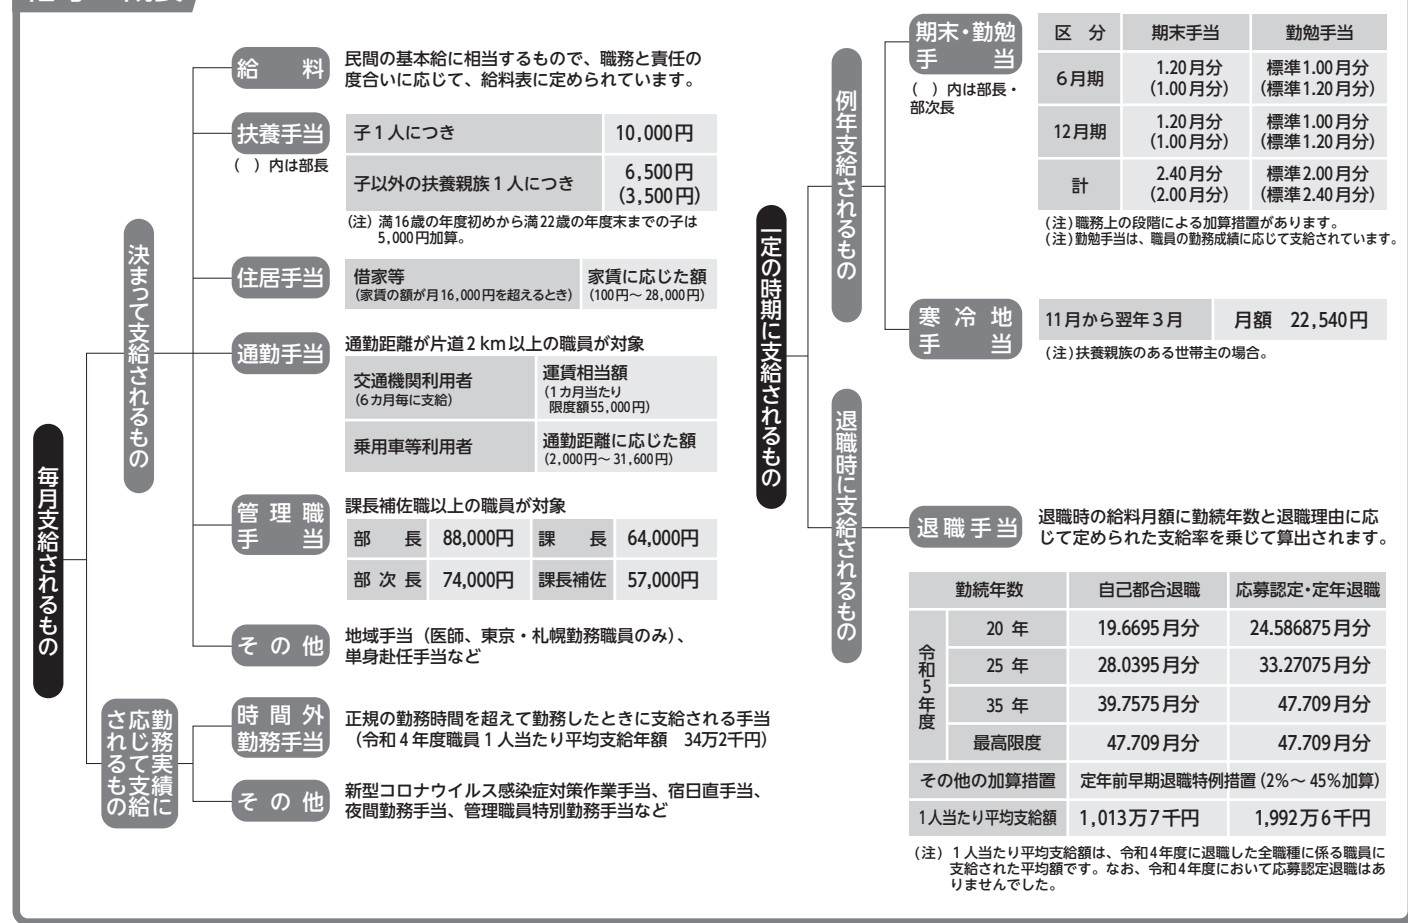 毎月支給されるもの
決まって支給されるもの
給料
民間の基本給に相当するもので、職務と責任の
度合いに応じて、給料表に定められています。
扶養手当
（　）内は部長
子1人につき　10,000円
子以外の扶養親族1人につき　6,500円
(3,500円)
(注) 満16歳の年度初めから満22歳の年度末までの子は
5,000円加算。
住居手当
借家等　家賃に応じた額
(家賃の額が月16,000円を超えるとき)　(100円～28,000円)
通勤手当
通勤距離が片道2km以上の職員が対象
交通機関利用者　運賃相当額
(6カ月毎に支給)　(1カ月当たり
限度額55,000円)
乗用車等利用者　通勤距離に応じた額
(2,000円～31,600円)
管理職
手当
課長補佐職以上の職員が対象
部長　88,000円　課長　64,000円
部次長　74,000円　課長補佐　57,000円
その他
地域手当（医師、東京・札幌勤務職員のみ）、
単身赴任手当など
勤務実績に
応じて支給
されるもの
時間外
勤務手当
正規の勤務時間を超えて勤務したときに支給される手当
（令和4年度職員1人当たり平均支給年額　34万2千円）
その他
新型コロナウイルス感染症対策作業手当、宿日直手当、
夜間勤務手当、管理職員特別勤務手当など
一定の時期に支給されるもの
例年支給されるもの
期末・勤勉
手当
（　）内は部長・
部次長
区分　期末手当　勤勉手当
6月期　1.20月分　標準1.00月分
(1.00月分)　(標準1.20月分)
12月期　1.20月分　標準1.00月分
(1.00月分)　(標準1.20月分)
計　2.40月分　標準2.00月分
(2.00月分)　(標準2.40月分)
(注)職務上の段階による加算措置があります。
(注)勤勉手当は、職員の勤務成績に応じて支給されています。
寒冷地
手当
11月から翌年3月　月額　22,540円
(注)扶養親族のある世帯主の場合。
退職時に支給されるもの
退職手当
退職時の給料月額に勤続年数と退職理由に応
じて定められた支給率を乗じて算出されます。
勤続年数　自己都合退職　応募認定・定年退職
令和5年度
20年　19.6695月分　24.586875月分
25年　28.0395月分　33.27075月分
35年　39.7575月分　47.709月分
最高限度　47.709月分　47.709月分
その他の加算措置　定年前早期退職特例措置(2%～45%加算)
1人当たり平均支給額　1,013万7千円　1,992万6千円
(注) 1人当たり平均支給額は、令和4年度に退職した全職種に係る職員に
支給された平均額です。なお、令和4年度において応募認定退職はあ
りませんでした。